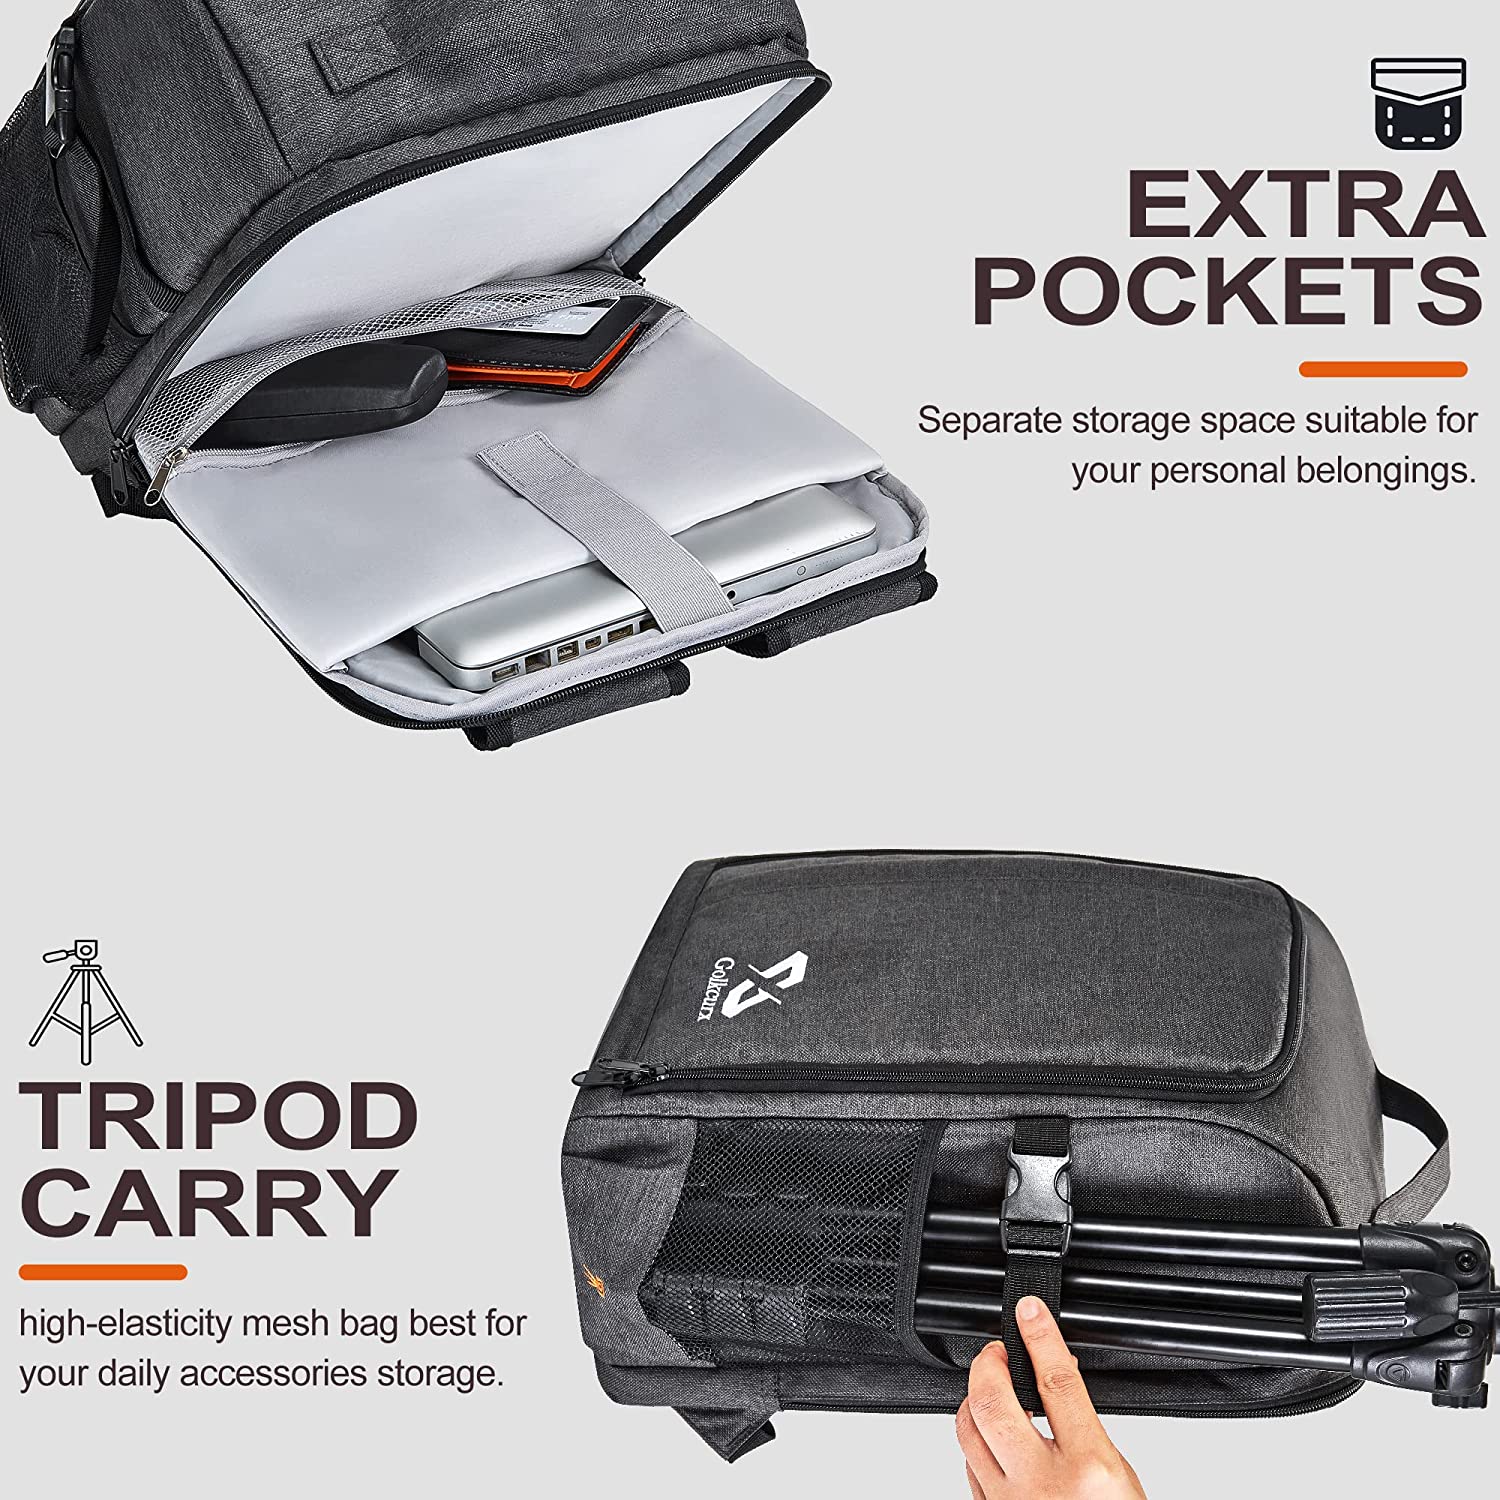 EXTRA
POCKETS
Separate storage space suitable for
your personal belongings.
Golkcurx
TRIPOD
CARRY
high-elasticity mesh bag best for
your daily accessories storage.